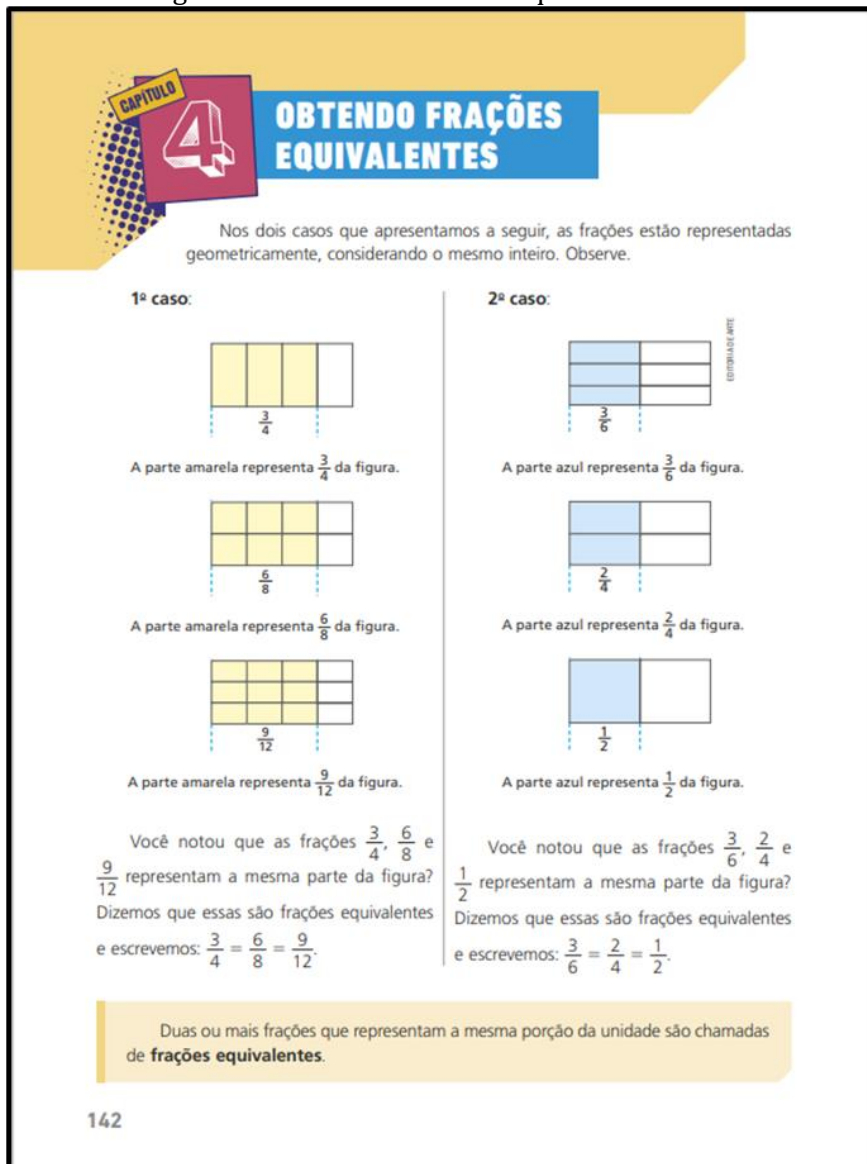 CAPÍTULO
4
OBTENDO FRAÇÕES
EQUIVALENTES
Nos dois casos que apresentamos a seguir, as frações estão representadas
geometricamente, considerando o mesmo inteiro. Observe.
1º caso:
3/4
A parte amarela representa 3/4 da figura.
6/8
A parte amarela representa 6/8 da figura.
9/12
A parte amarela representa 9/12 da figura.
Você notou que as frações 3/4, 6/8 e
9/12 representam a mesma parte da figura?
Dizemos que essas são frações equivalentes
e escrevemos: 3/4 = 6/8 = 9/12.
2º caso:
EDITORIA DE ARTE
3/6
A parte azul representa 3/6 da figura.
2/4
A parte azul representa 2/4 da figura.
1/2
A parte azul representa 1/2 da figura.
Você notou que as frações 3/6, 2/4 e
1/2 representam a mesma parte da figura?
Dizemos que essas são frações equivalentes
e escrevemos: 3/6 = 2/4 = 1/2.
Duas ou mais frações que representam a mesma porção da unidade são chamadas
de frações equivalentes.
142